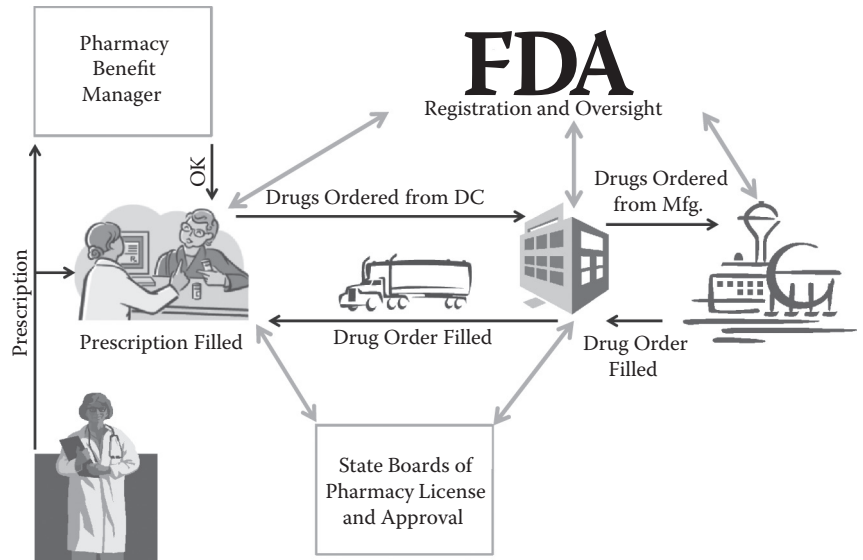 Pharmacy
Benefit
Manager
FDA
Registration and Oversight
OK
Drugs Ordered from DC
Drugs Ordered
from Mfg.
Prescription
Prescription Filled
Drug Order Filled
Drug Order
Filled
State Boards of
Pharmacy License
and Approval